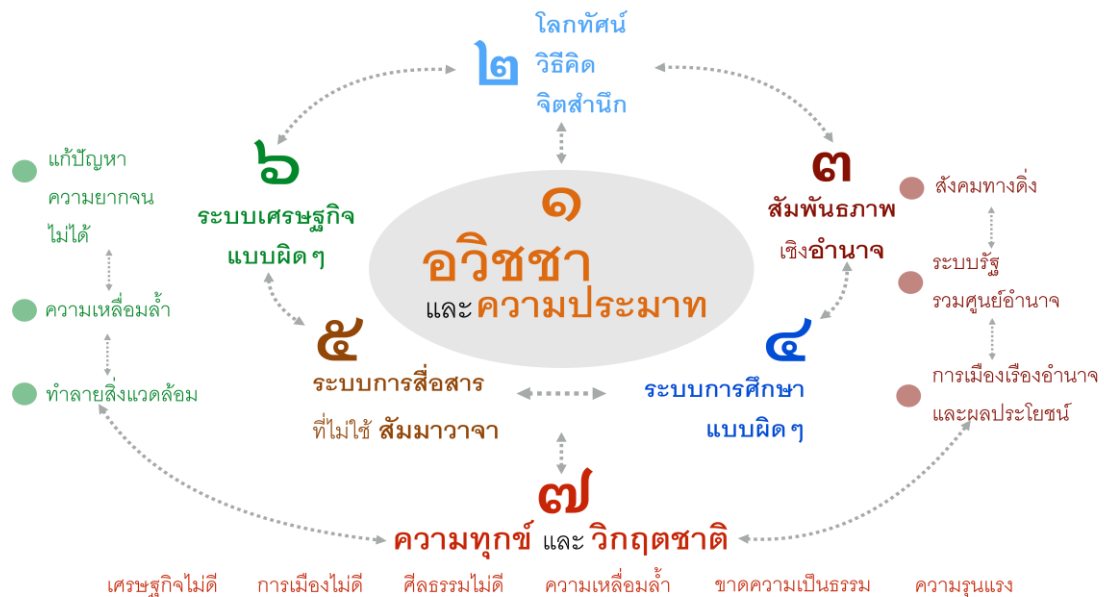 ๒
โลกทัศน์
วิธีคิด
จิตสำนึก
๖
ระบบเศรษฐกิจ
แบบผิดๆ
แก้ปัญหา
ความยากจน
ไม่ได้
ความเหลื่อมล้ำ
ทำลายสิ่งแวดล้อม
๑
อวิชชา
และความประมาท
๓
สัมพันธภาพ
เชิงอำนาจ
สังคมทางดิ่ง
ระบบรัฐ
รวมศูนย์อำนาจ
การเมืองเรื่องอำนาจ
และผลประโยชน์
๕
ระบบการสื่อสาร
ที่ไม่ใช้ สัมมาวาจา
๔
ระบบการศึกษา
แบบผิดๆ
๗
ความทุกข์ และ วิกฤตชาติ
เศรษฐกิจไม่ดี การเมืองไม่ดี ศีลธรรมไม่ดี ความเหลื่อมล้ำ ขาดความเป็นธรรม ความรุนแรง